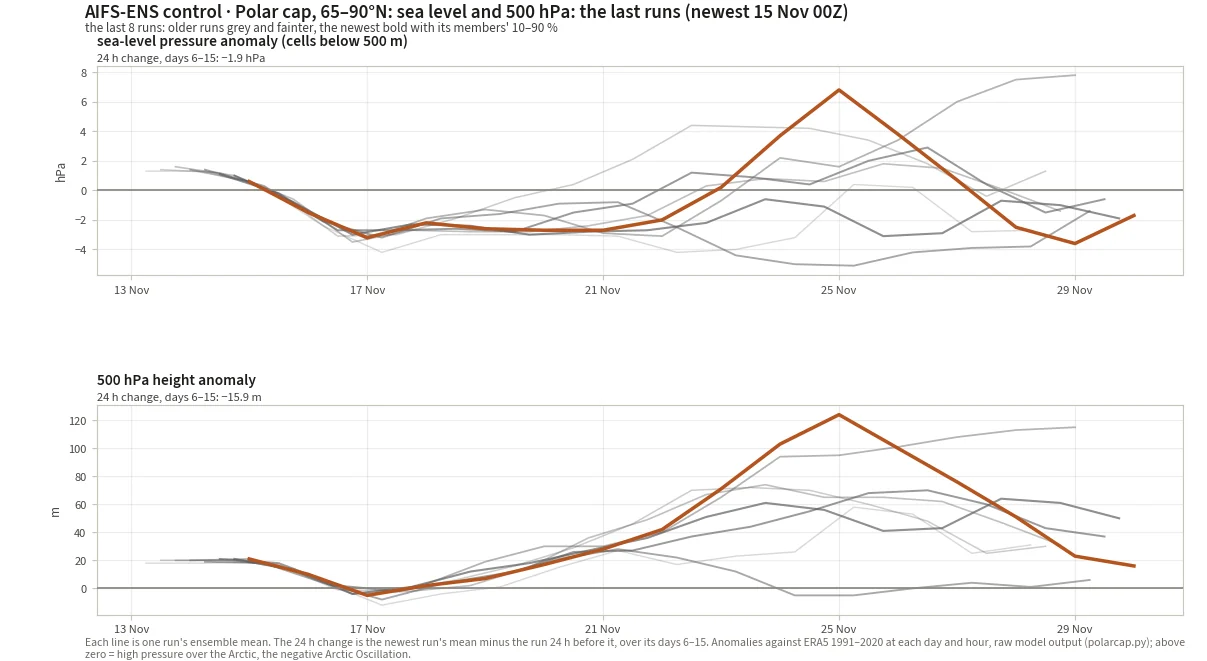 AIFS-ENS control · Polar cap, 65–90°N: sea level and 500 hPa: the last runs (newest 15 Nov 00Z)
the last 8 runs: older runs grey and fainter, the newest bold with its members' 10–90 %
sea-level pressure anomaly (cells below 500 m)
24 h change, days 6–15: −1.9 hPa
8
6
4
2
0
−2
−4
hPa
13 Nov 17 Nov 21 Nov 25 Nov 29 Nov
500 hPa height anomaly
24 h change, days 6–15: −15.9 m
120
100
80
60
40
20
0
m
13 Nov 17 Nov 21 Nov 25 Nov 29 Nov
Each line is one run's ensemble mean. The 24 h change is the newest run's mean minus the run 24 h before it, over its days 6–15. Anomalies against ERA5 1991–2020 at each day and hour, raw model output (polarcap.py); above
zero = high pressure over the Arctic, the negative Arctic Oscillation.